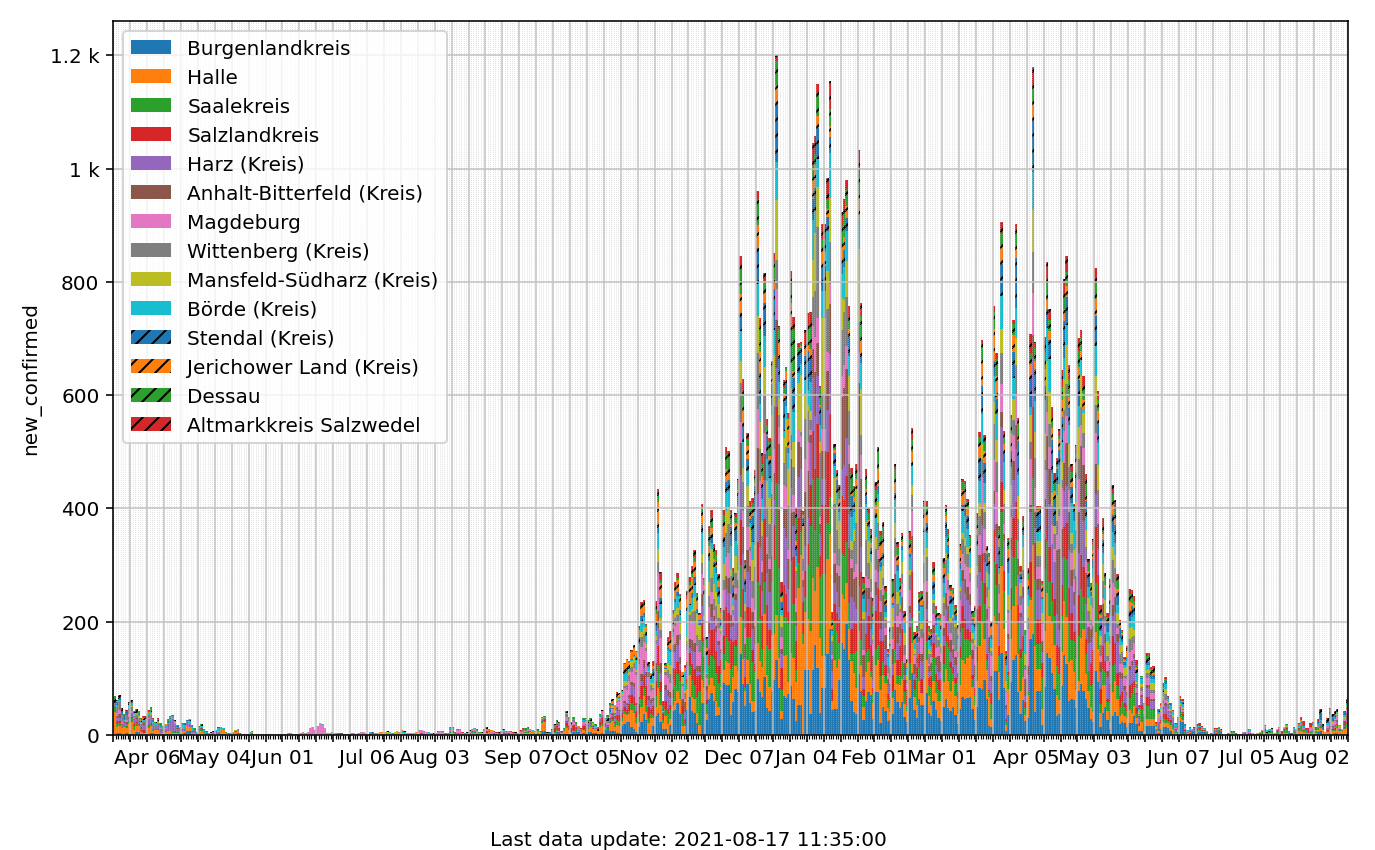 new_confirmed
1.2 k
1 k
800
600
400
200
0
Burgenlandkreis
Halle
Saalekreis
Salzlandkreis
Harz (Kreis)
Anhalt-Bitterfeld (Kreis)
Magdeburg
Wittenberg (Kreis)
Mansfeld-Südharz (Kreis)
Börde (Kreis)
Stendal (Kreis)
Jerichower Land (Kreis)
Dessau
Altmarkkreis Salzwedel
Apr 06 May 04 Jun 01 Jul 06 Aug 03 Sep 07 Oct 05 Nov 02 Dec 07 Jan 04 Feb 01 Mar 01 Apr 05 May 03 Jun 07 Jul 05 Aug 02
Last data update: 2021-08-17 11:35:00